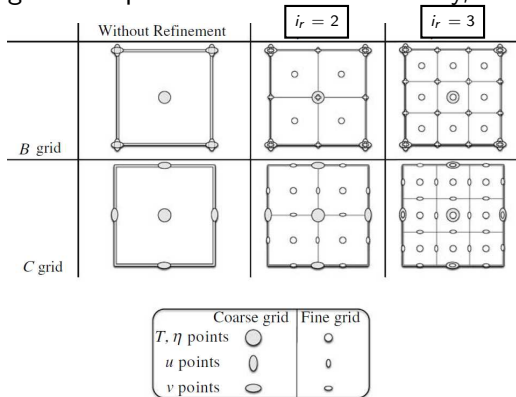 Without Refinement
i_r = 2
i_r = 3
B grid
C grid
Coarse grid Fine grid
T, η points
u points
v points